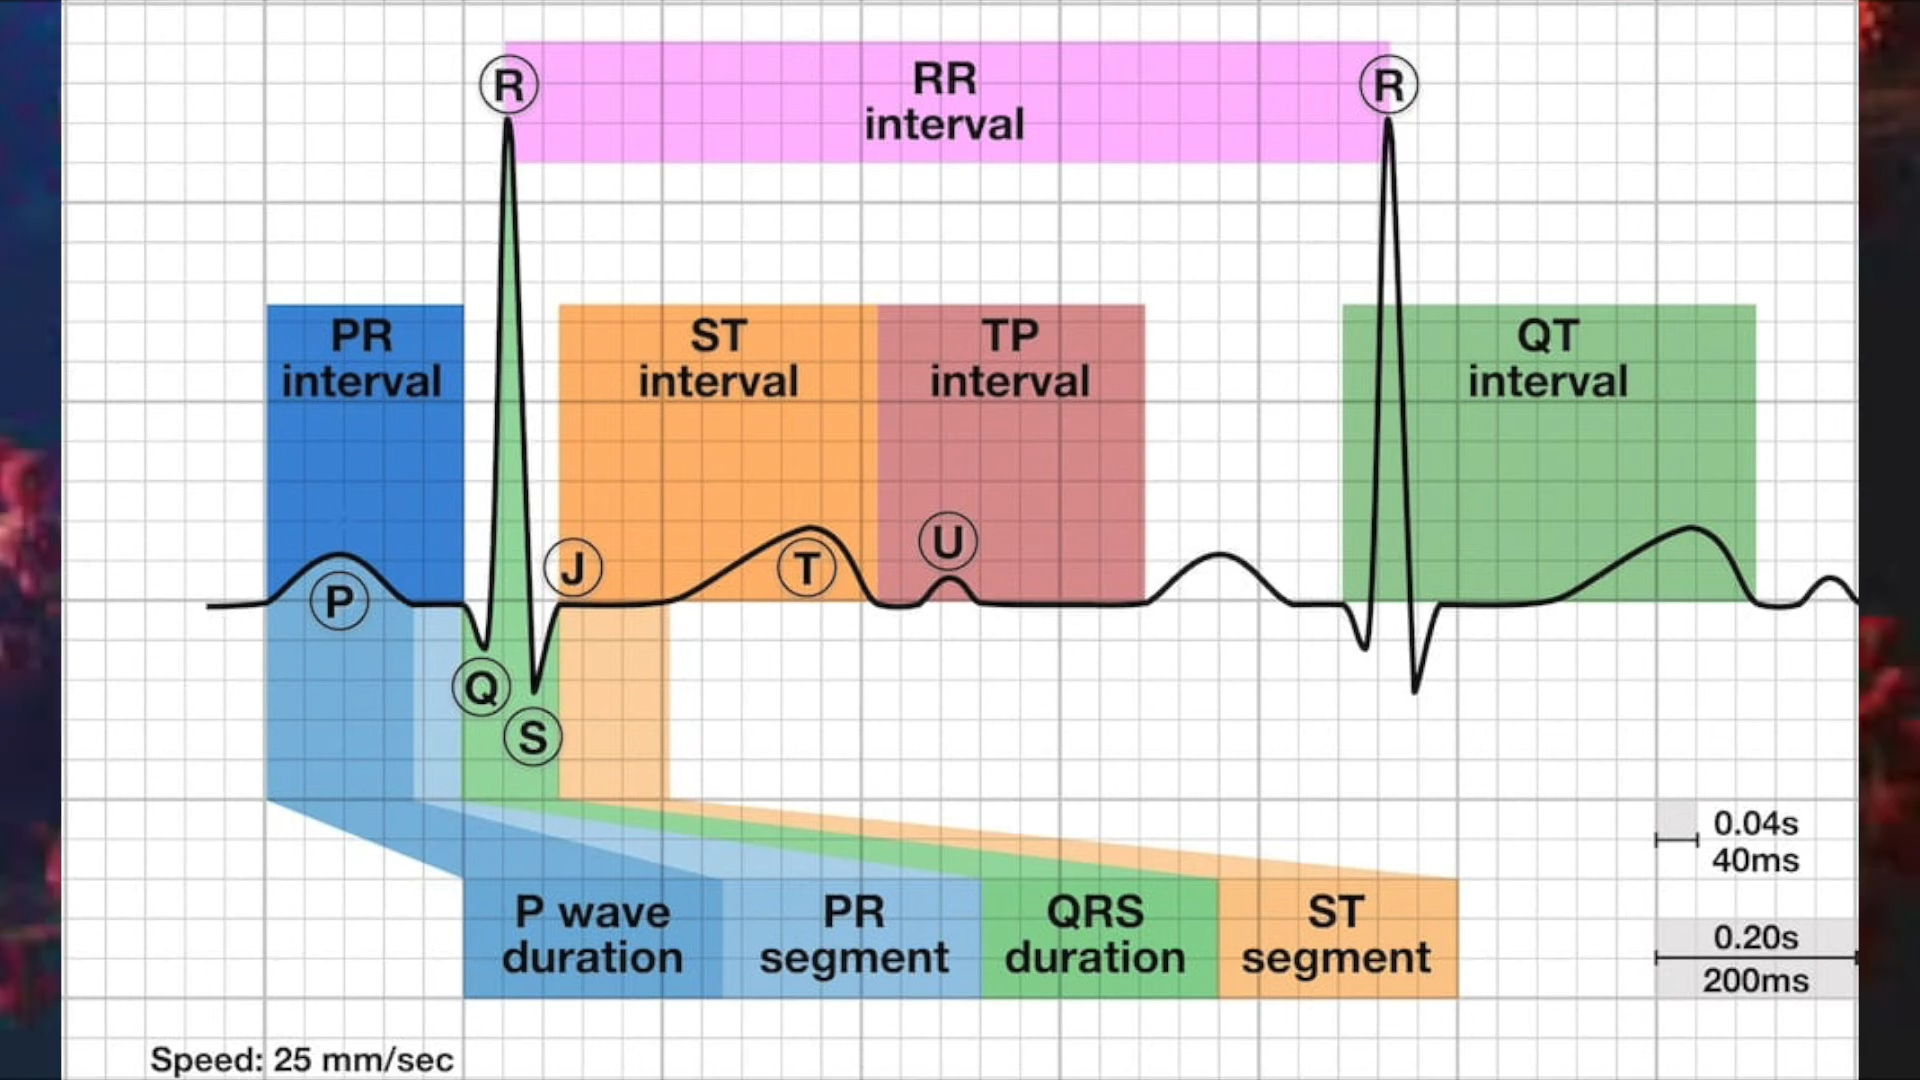 R
RR
interval
R
PR
interval
ST
interval
TP
interval
QT
interval
P
J
T
U
Q
S
0.04s
40ms
P wave
duration
PR
segment
QRS
duration
ST
segment
0.20s
200ms
Speed: 25 mm/sec